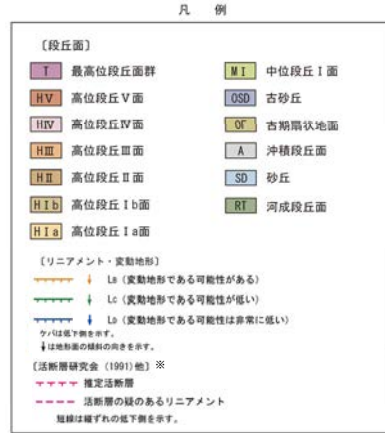 凡 例
〔段丘面〕
T 最高位段丘面群
HⅤ 高位段丘Ⅴ面
HⅣ 高位段丘Ⅳ面
HⅢ 高位段丘Ⅲ面
HⅡ 高位段丘Ⅱ面
HⅠb 高位段丘Ⅰb面
HⅠa 高位段丘Ⅰa面
MⅠ 中位段丘Ⅰ面
OSD 古砂丘
Of 古期扇状地面
A 沖積段丘面
SD 砂丘
RT 河成段丘面
〔リニアメント・変動地形〕
LB (変動地形である可能性がある)
LC (変動地形である可能性が低い)
LD (変動地形である可能性は非常に低い)
ケバは低下側を示す。
↓は地形面の傾斜の向きを示す。
〔活断層研究会 (1991) 他〕※
推定活断層
活断層の疑のあるリニアメント
短線は縦ずれの低下側を示す。